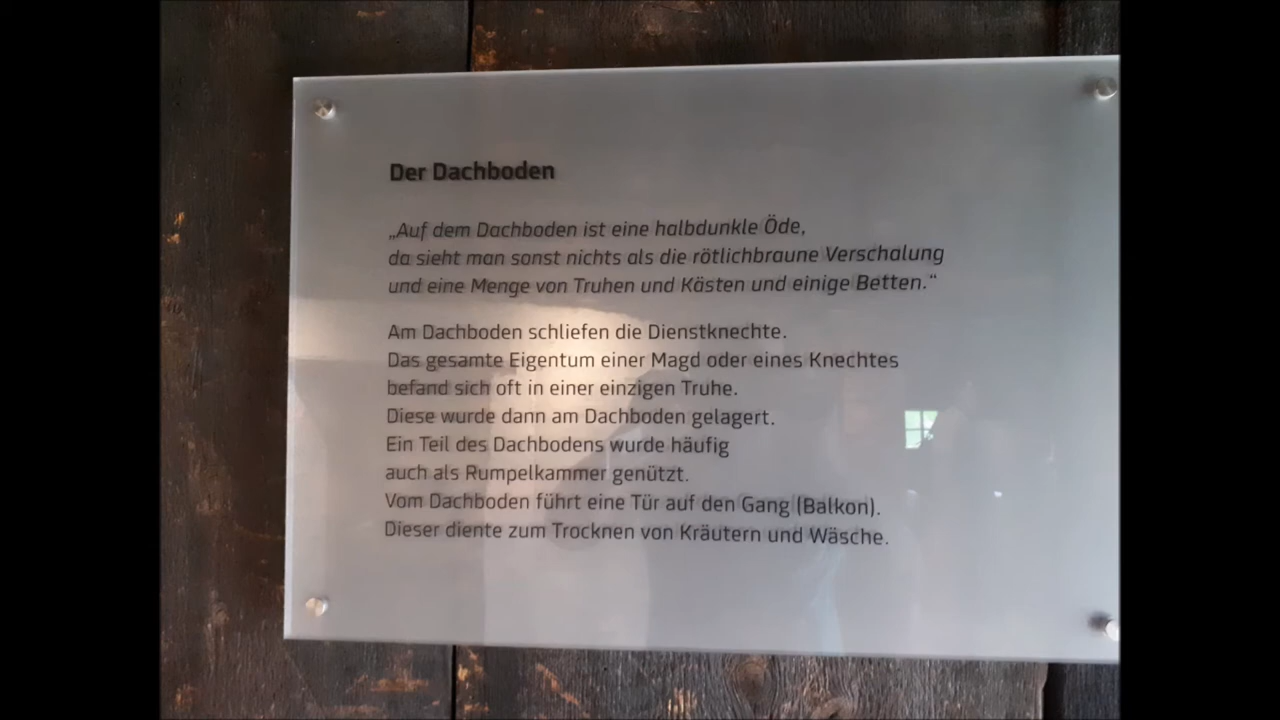 Der Dachboden
„Auf dem Dachboden ist eine halbdunkle Öde,
da sieht man sonst nichts als die rötlichbraune Verschalung
und eine Menge von Truhen und Kästen und einige Betten.“
Am Dachboden schliefen die Dienstknechte.
Das gesamte Eigentum einer Magd oder eines Knechtes
befand sich oft in einer einzigen Truhe.
Diese wurde dann am Dachboden gelagert.
Ein Teil des Dachbodens wurde häufig
auch als Rumpelkammer genützt.
Vom Dachboden führt eine Tür auf den Gang (Balkon).
Dieser diente zum Trocknen von Kräutern und Wäsche.